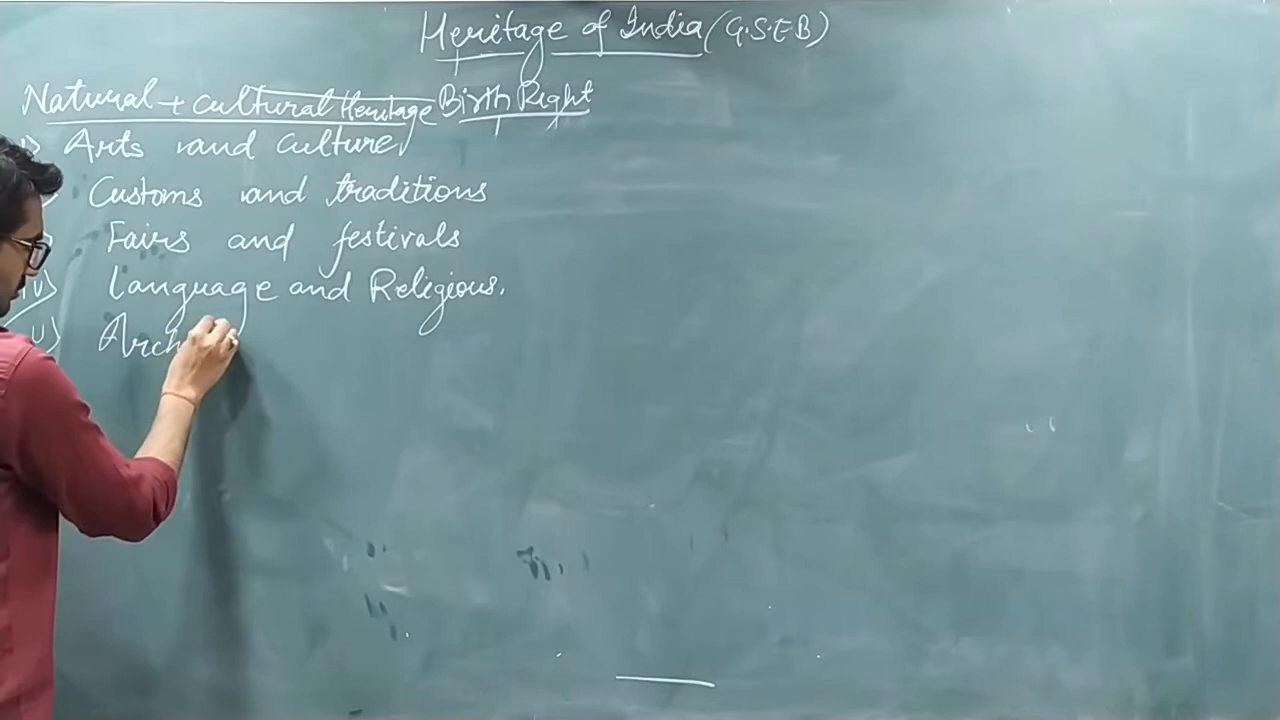 Heritage of India (G.S.E.B)
Natural + Cultural Heritage Birth Right
Arts and Culture
Customs and traditions
Fairs and festivals
IV) Language and Religious.
V) Arch